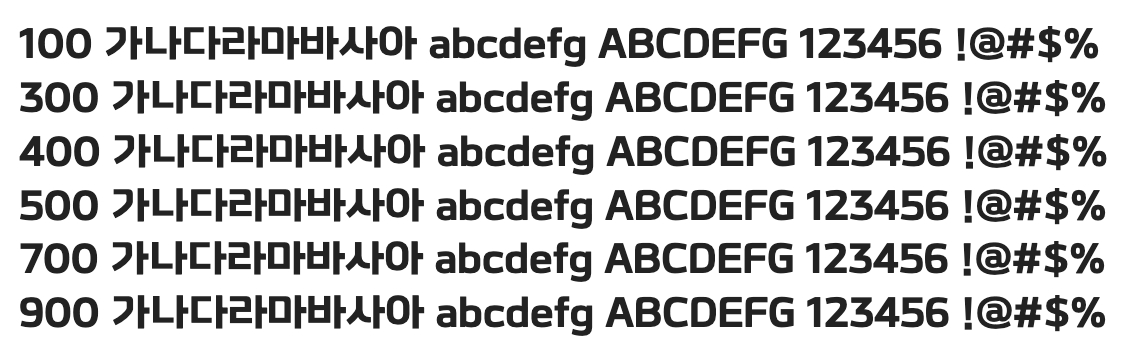 100 가나다라마바사아 abcdefg ABCDEFG 123456 !@#$%
300 가나다라마바사아 abcdefg ABCDEFG 123456 !@#$%
400 가나다라마바사아 abcdefg ABCDEFG 123456 !@#$%
500 가나다라마바사아 abcdefg ABCDEFG 123456 !@#$%
700 가나다라마바사아 abcdefg ABCDEFG 123456 !@#$%
900 가나다라마바사아 abcdefg ABCDEFG 123456 !@#$%